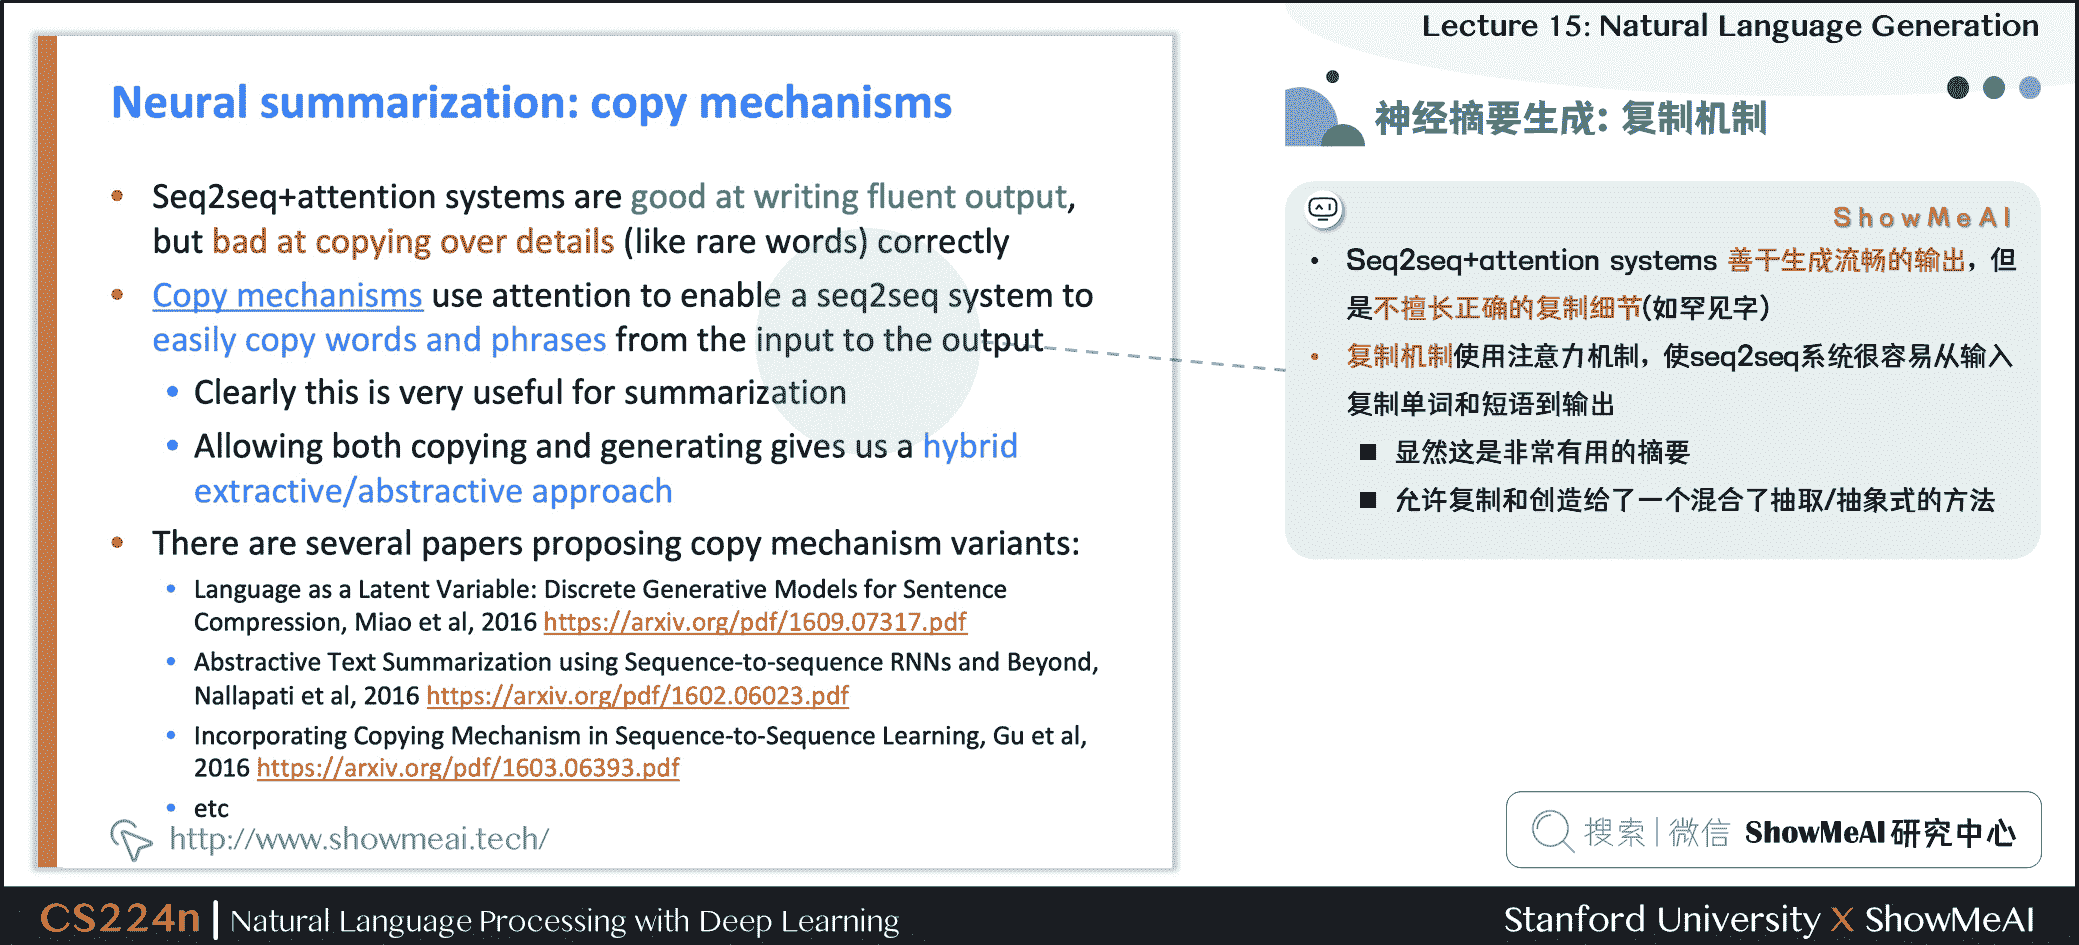 Lecture 15: Natural Language Generation
Neural summarization: copy mechanisms
• Seq2seq+attention systems are good at writing fluent output,
but bad at copying over details (like rare words) correctly
• Copy mechanisms use attention to enable a seq2seq system to
easily copy words and phrases from the input to the output
• Clearly this is very useful for summarization
• Allowing both copying and generating gives us a hybrid
extractive/abstractive approach
• There are several papers proposing copy mechanism variants:
• Language as a Latent Variable: Discrete Generative Models for Sentence
Compression, Miao et al, 2016 https://arxiv.org/pdf/1609.07317.pdf
• Abstractive Text Summarization using Sequence-to-sequence RNNs and Beyond,
Nallapati et al, 2016 https://arxiv.org/pdf/1602.06023.pdf
• Incorporating Copying Mechanism in Sequence-to-Sequence Learning, Gu et al,
2016 https://arxiv.org/pdf/1603.06393.pdf
• etc
http://www.showmeai.tech/
神经摘要生成: 复制机制
ShowMeAI
• Seq2seq+attention systems 善于生成流畅的输出，但
是不擅长正确的复制细节(如罕见字)
• 复制机制使用注意力机制，使seq2seq系统很容易从输入
复制单词和短语到输出
■ 显然这是非常有用的摘要
■ 允许复制和创造给了一个混合了抽取/抽象式的方法
搜索 | 微信 ShowMeAI 研究中心
CS224n | Natural Language Processing with Deep Learning
Stanford University X ShowMeAI